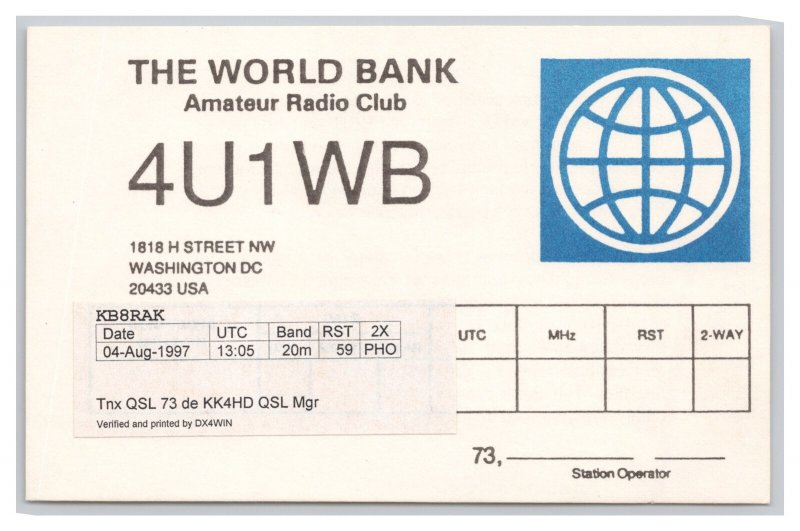 THE WORLD BANK
Amateur Radio Club
4U1WB
1818 H STREET NW
WASHINGTON DC
20433 USA
KB8RAK
Date UTC Band RST 2X
04-Aug-1997 13:05 20m 59 PHO
Tnx QSL 73 de KK4HD QSL Mgr
Verified and printed by DX4WIN
UTC MHz RST 2-WAY
73,
Station Operator